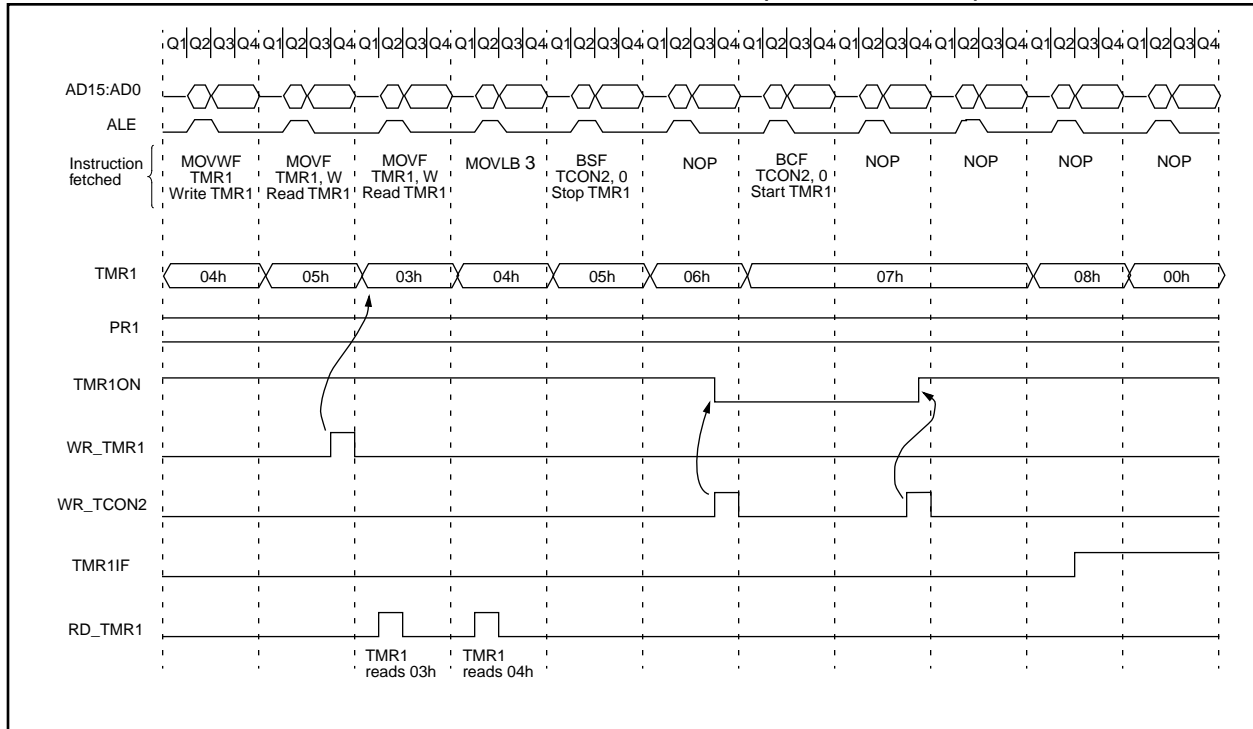 Q1 Q2 Q3 Q4 Q1 Q2 Q3 Q4 Q1 Q2 Q3 Q4 Q1 Q2 Q3 Q4 Q1 Q2 Q3 Q4 Q1 Q2 Q3 Q4 Q1 Q2 Q3 Q4 Q1 Q2 Q3 Q4 Q1 Q2 Q3 Q4 Q1 Q2 Q3 Q4 Q1 Q2 Q3 Q4
AD15:AD0
ALE
Instruction
fetched
MOVWF
TMR1
Write TMR1
MOVF
TMR1, W
Read TMR1
MOVF
TMR1, W
Read TMR1
MOVLB 3
BSF
TCON2, 0
Stop TMR1
NOP
BCF
TCON2, 0
Start TMR1
NOP
NOP
NOP
NOP
TMR1
04h 05h 03h 04h 05h 06h 07h 08h 00h
PR1
TMR1ON
WR_TMR1
WR_TCON2
TMR1IF
RD_TMR1
TMR1
reads 03h
TMR1
reads 04h